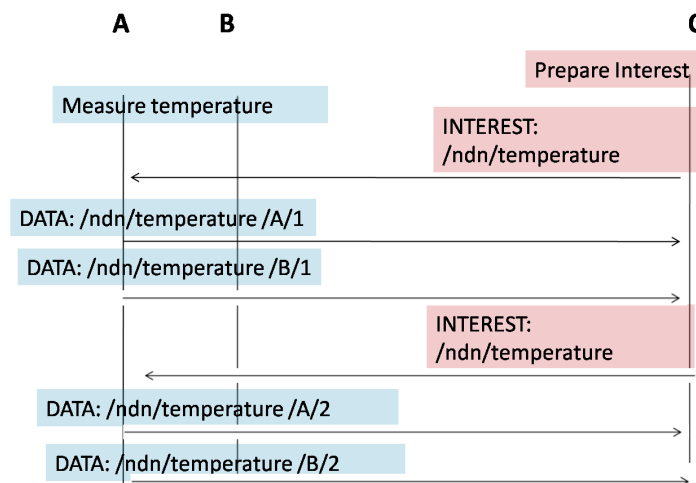 A B C
Prepare Interest
Measure temperature
INTEREST:
/ndn/temperature
DATA: /ndn/temperature /A/1
DATA: /ndn/temperature /B/1
INTEREST:
/ndn/temperature
DATA: /ndn/temperature /A/2
DATA: /ndn/temperature /B/2